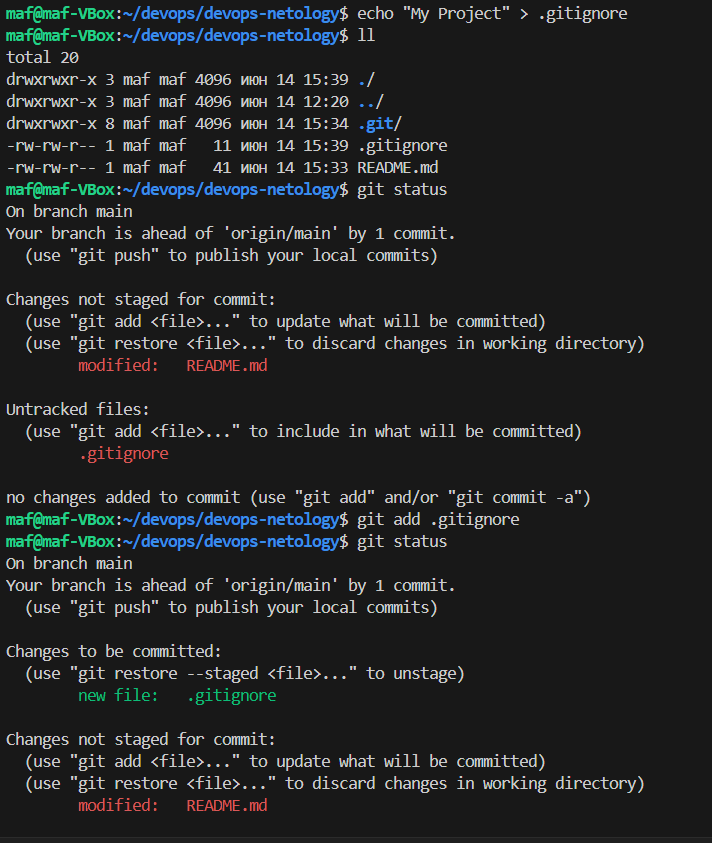 maf@maf-VBox:~/devops/devops-netology$ echo "My Project" > .gitignore
maf@maf-VBox:~/devops/devops-netology$ ll
total 20
drwxrwxr-x 3 maf maf 4096 июн 14 15:39 ./
drwxrwxr-x 3 maf maf 4096 июн 14 12:20 ../
drwxrwxr-x 8 maf maf 4096 июн 14 15:34 .git/
-rw-rw-r-- 1 maf maf   11 июн 14 15:39 .gitignore
-rw-rw-r-- 1 maf maf   41 июн 14 15:33 README.md
maf@maf-VBox:~/devops/devops-netology$ git status
On branch main
Your branch is ahead of 'origin/main' by 1 commit.
  (use "git push" to publish your local commits)

Changes not staged for commit:
  (use "git add <file>..." to update what will be committed)
  (use "git restore <file>..." to discard changes in working directory)
        modified:   README.md

Untracked files:
  (use "git add <file>..." to include in what will be committed)
        .gitignore

no changes added to commit (use "git add" and/or "git commit -a")
maf@maf-VBox:~/devops/devops-netology$ git add .gitignore
maf@maf-VBox:~/devops/devops-netology$ git status
On branch main
Your branch is ahead of 'origin/main' by 1 commit.
  (use "git push" to publish your local commits)

Changes to be committed:
  (use "git restore --staged <file>..." to unstage)
        new file:   .gitignore

Changes not staged for commit:
  (use "git add <file>..." to update what will be committed)
  (use "git restore <file>..." to discard changes in working directory)
        modified:   README.md